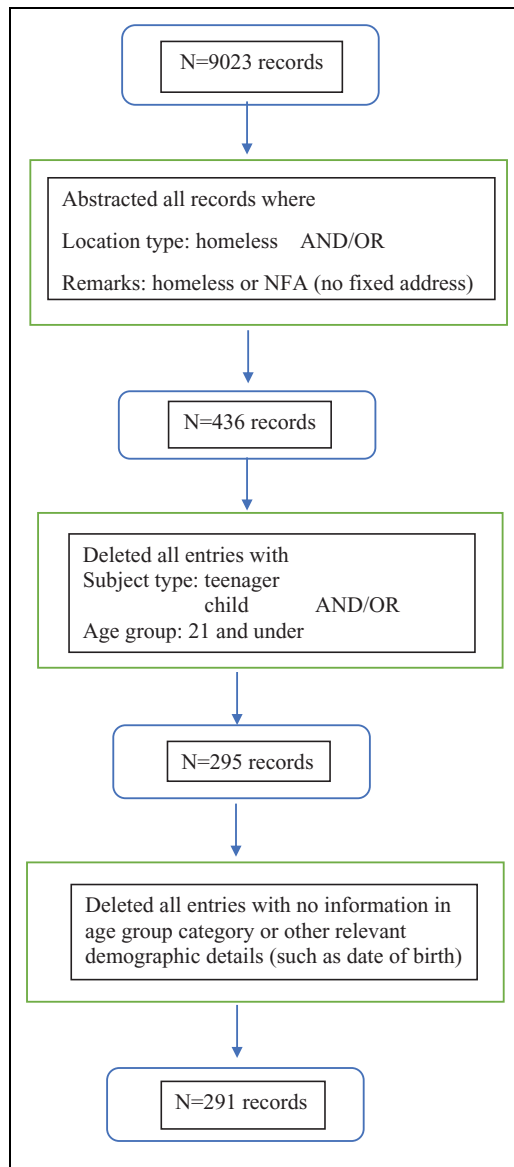 N=9023 records
Abstracted all records where
Location type: homeless AND/OR
Remarks: homeless or NFA (no fixed address)
N=436 records
Deleted all entries with
Subject type: teenager
child AND/OR
Age group: 21 and under
N=295 records
Deleted all entries with no information in
age group category or other relevant
demographic details (such as date of birth)
N=291 records